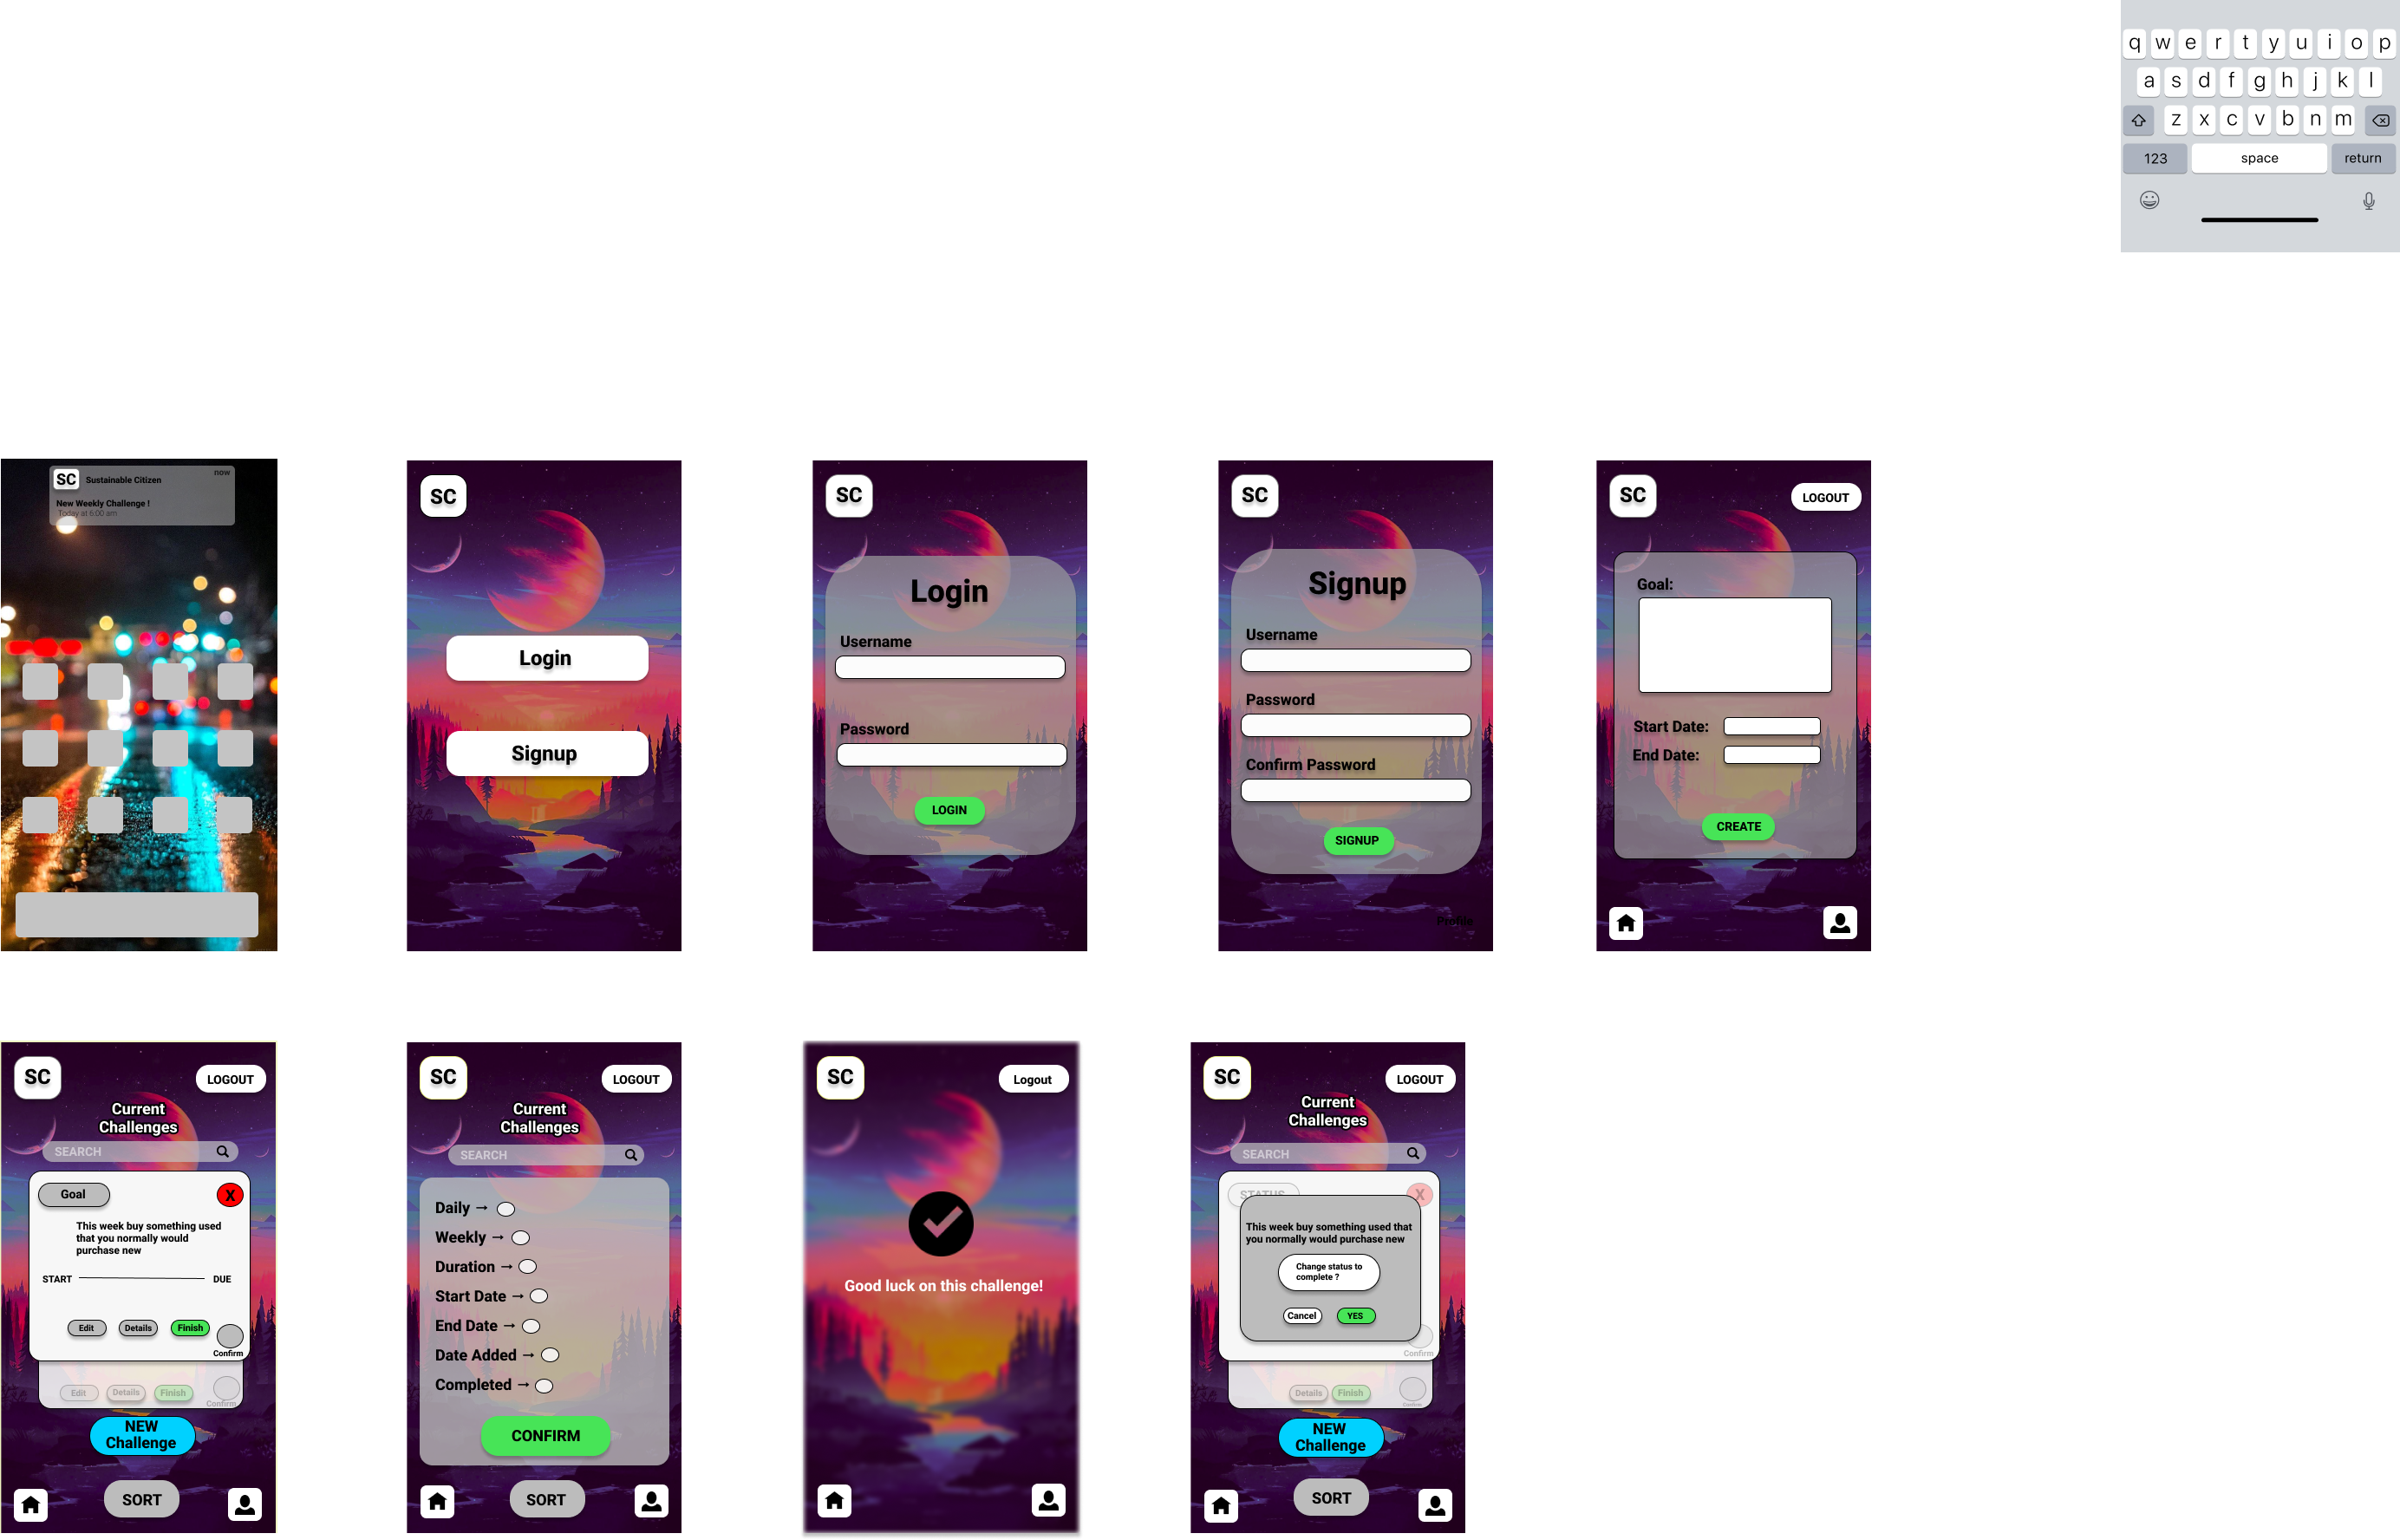 q w e r t y u i o p
a s d f g h j k l
z x c v b n m
123 space return
SC Sustainable Citizen now
New Weekly Challenge !
Today at 6:00 am
SC
Login
Signup
SC
Login
Username
Password
LOGIN
SC
Signup
Username
Password
Confirm Password
SIGNUP
Profile
SC LOGOUT
Goal:
Start Date:
End Date:
CREATE
SC LOGOUT
Current
Challenges
SEARCH
Goal X
This week buy something used
that you normally would
purchase new
START DUE
Edit Details Finish
Confirm
Edit Details Finish
Confirm
NEW
Challenge
SORT
SC LOGOUT
Current
Challenges
SEARCH
Daily →
Weekly →
Duration →
Start Date →
End Date →
Date Added →
Completed →
CONFIRM
SORT
SC Logout
Good luck on this challenge!
SC LOGOUT
Current
Challenges
SEARCH
STATUS X
This week buy something used that
you normally would purchase new
Change status to
complete ?
Cancel YES
Confirm
Details Finish
Confirm
NEW
Challenge
SORT